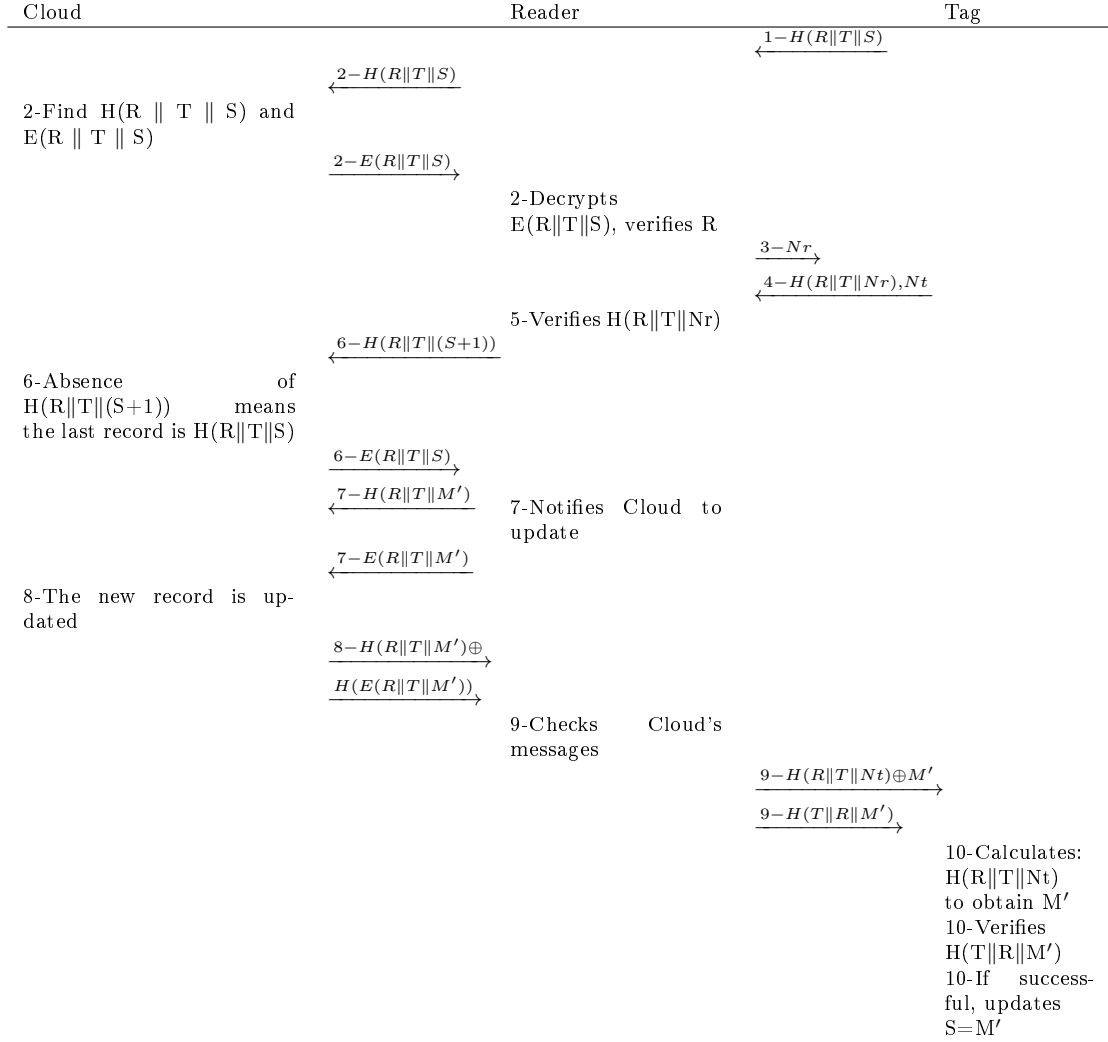 Cloud Reader Tag
1−H(R∥T∥S)
2−H(R∥T∥S)
2-Find H(R ∥ T ∥ S) and
E(R ∥ T ∥ S)
2−E(R∥T∥S)
2-Decrypts
E(R∥T∥S), verifies R
3−Nr
4−H(R∥T∥Nr),Nt
5-Verifies H(R∥T∥Nr)
6−H(R∥T∥(S+1))
6-Absence of
H(R∥T∥(S+1)) means
the last record is H(R∥T∥S)
6−E(R∥T∥S)
7−H(R∥T∥M′)
7-Notifies Cloud to
update
7−E(R∥T∥M′)
8-The new record is up-
dated
8−H(R∥T∥M′)⊕
H(E(R∥T∥M′))
9-Checks Cloud's
messages
9−H(R∥T∥Nt)⊕M′
9−H(T∥R∥M′)
10-Calculates:
H(R∥T∥Nt)
to obtain M′
10-Verifies
H(T∥R∥M′)
10-If success-
ful, updates
S=M′